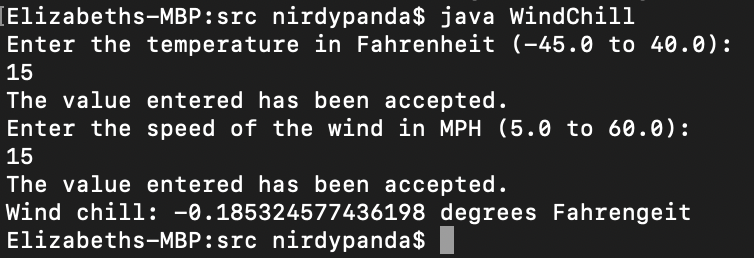 Elizabeths-MBP:src nirdypanda$ java WindChill
Enter the temperature in Fahrenheit (-45.0 to 40.0):
15
The value entered has been accepted.
Enter the speed of the wind in MPH (5.0 to 60.0):
15
The value entered has been accepted.
Wind chill: -0.185324577436198 degrees Fahrengeit
Elizabeths-MBP:src nirdypanda$